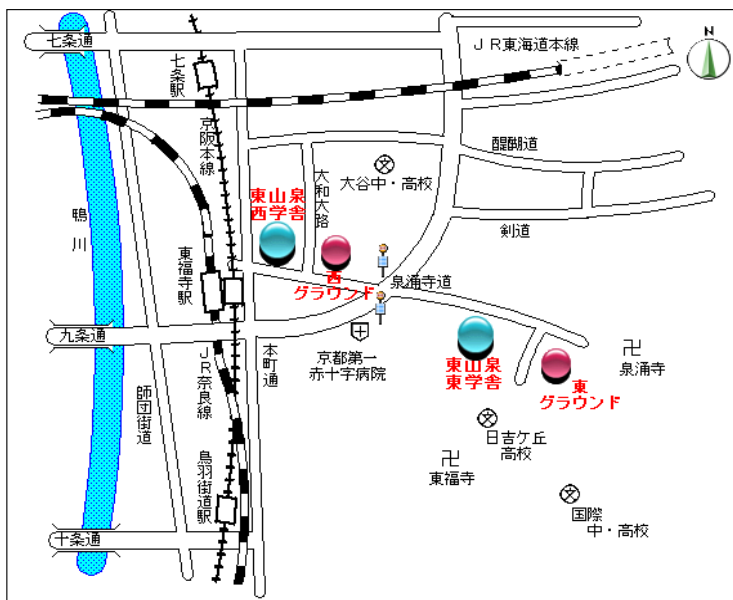 七条通
七条駅
JR東海道本線
N
京阪本線
大和大路
大谷中・高校
醍醐道
剣道
鴨川
東山泉
西学舎
西
グラウンド
泉涌寺道
東福寺駅
九条通
本町通
京都第一
赤十字病院
東山泉
東学舎
東
グラウンド
泉涌寺
JR奈良線
師団街道
日吉ケ丘
高校
東福寺
鳥羽街道駅
国際
中・高校
十条通